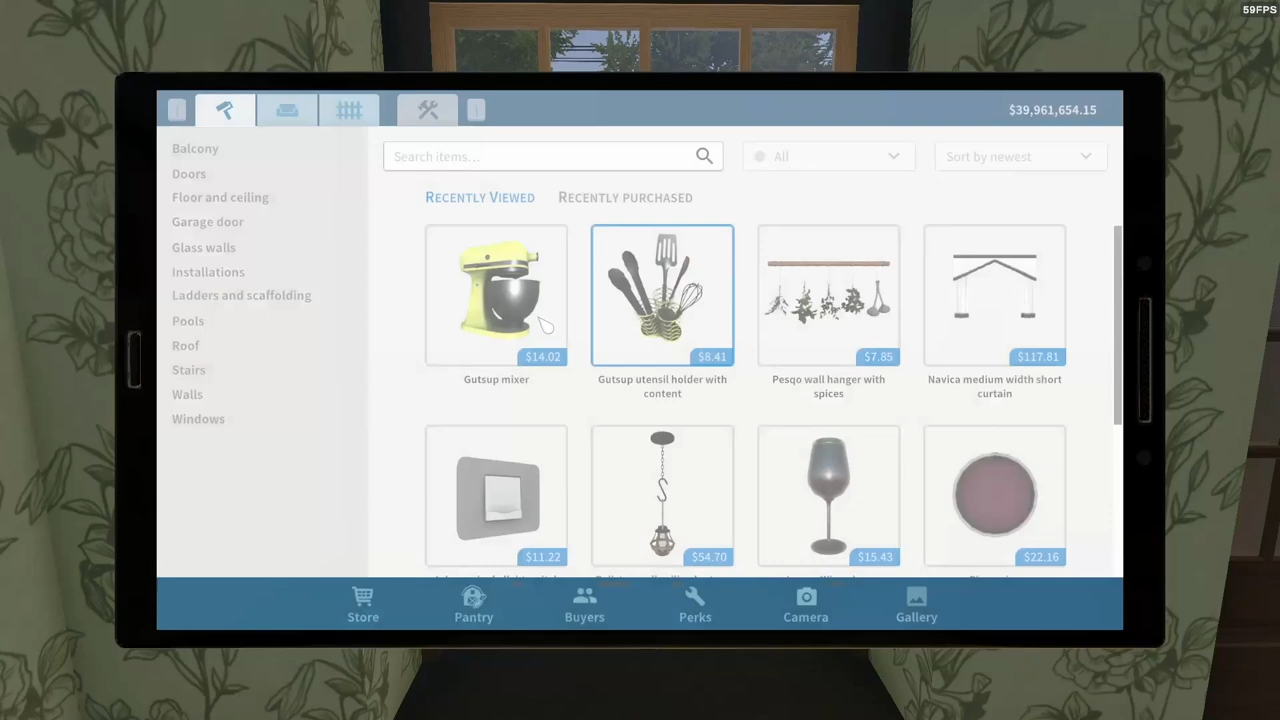 59FPS
$39,961,654.15
Search items...
All
Sort by newest
Balcony
Doors
Floor and ceiling
Garage door
Glass walls
Installations
Ladders and scaffolding
Pools
Roof
Stairs
Walls
Windows
RECENTLY VIEWED
RECENTLY PURCHASED
$14.02
$8.41
$7.85
$117.81
Gutsup mixer
Gutsup utensil holder with
content
Pesqo wall hanger with
spices
Navica medium width short
curtain
$11.22
$54.70
$15.43
$22.16
Store
Pantry
Buyers
Perks
Camera
Gallery